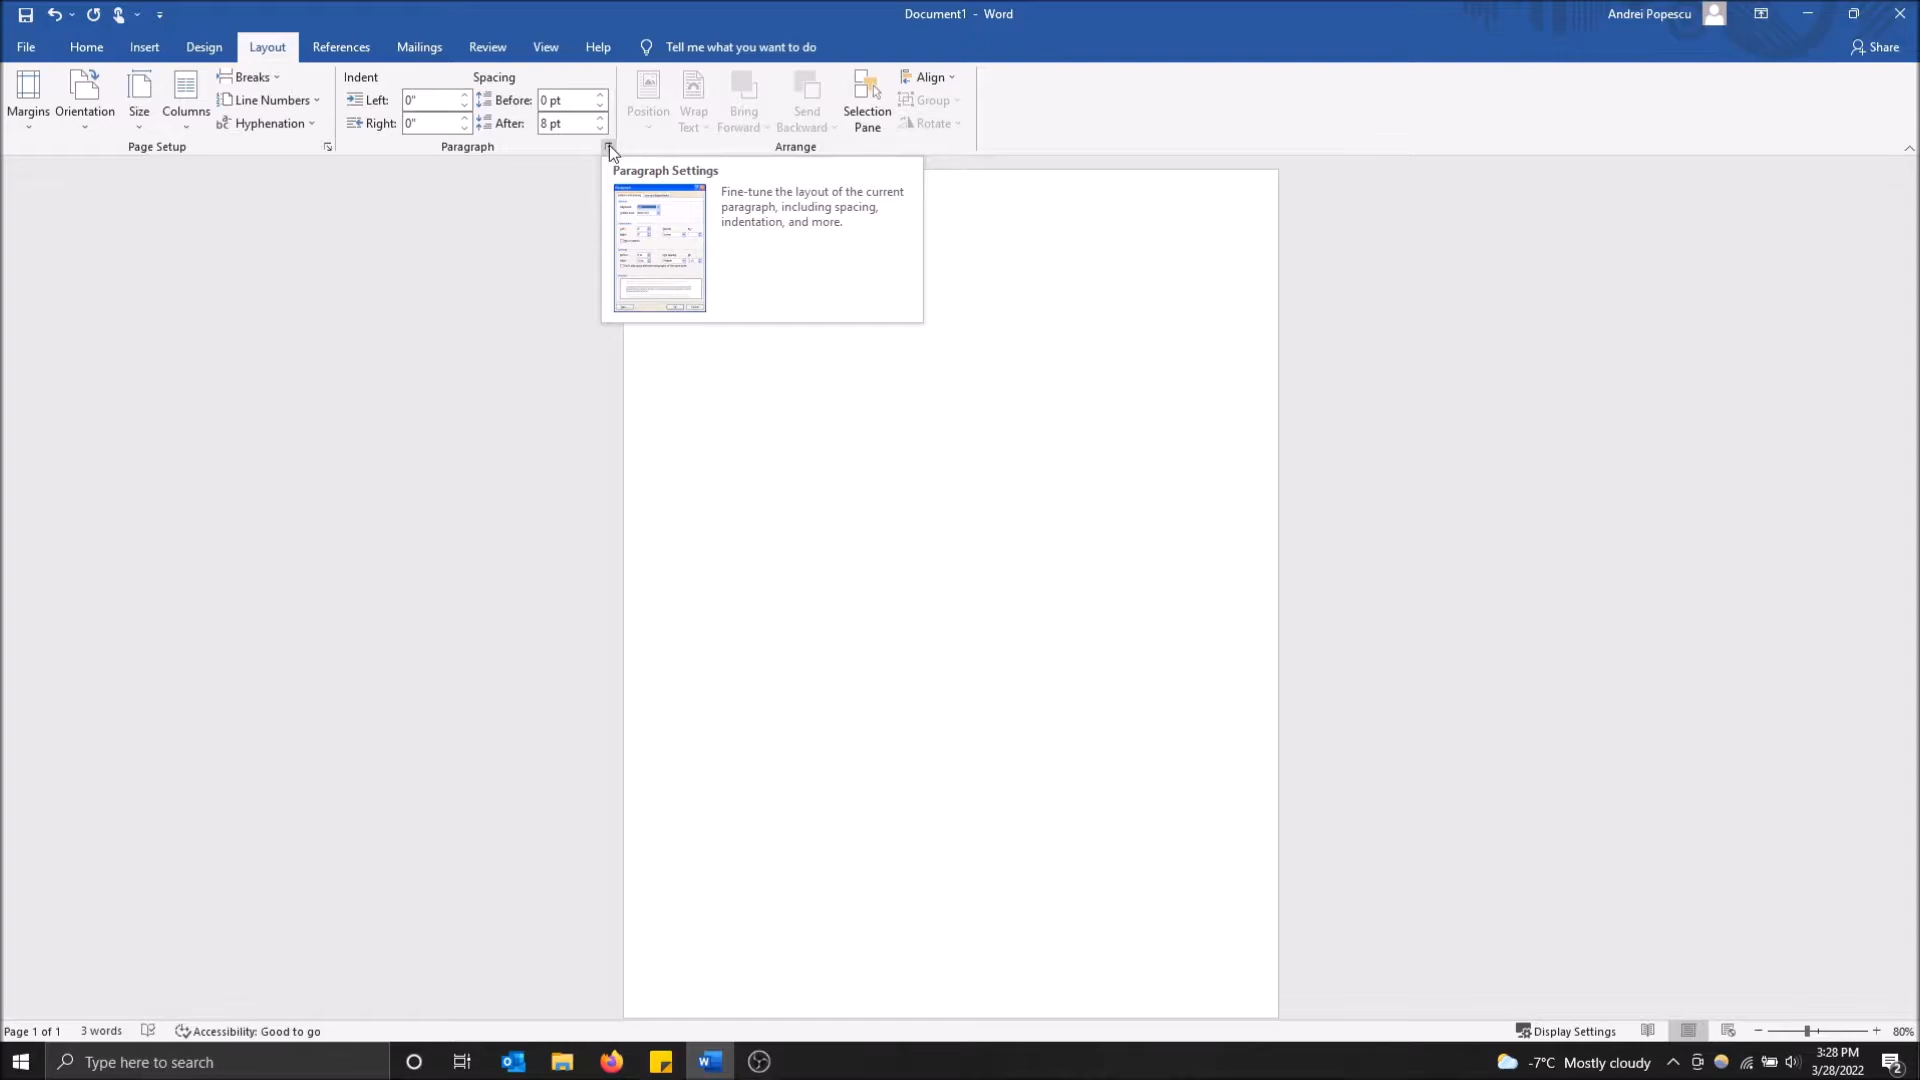 Document1 - Word
Andrei Popescu
File Home Insert Design Layout References Mailings Review View Help Tell me what you want to do Share
Margins
Orientation
Size
Columns
Breaks
Line Numbers
Hyphenation
Page Setup
Indent
Left: 0"
Right: 0"
Spacing
Before: 0 pt
After: 8 pt
Paragraph
Position
Wrap
Text
Bring
Forward
Send
Backward
Selection
Pane
Align
Group
Rotate
Arrange
Paragraph Settings
Fine-tune the layout of the current
paragraph, including spacing,
indentation, and more.
Page 1 of 1 3 words Accessibility: Good to go Display Settings 80%
Type here to search
-7°C Mostly cloudy
3:28 PM
3/28/2022
2